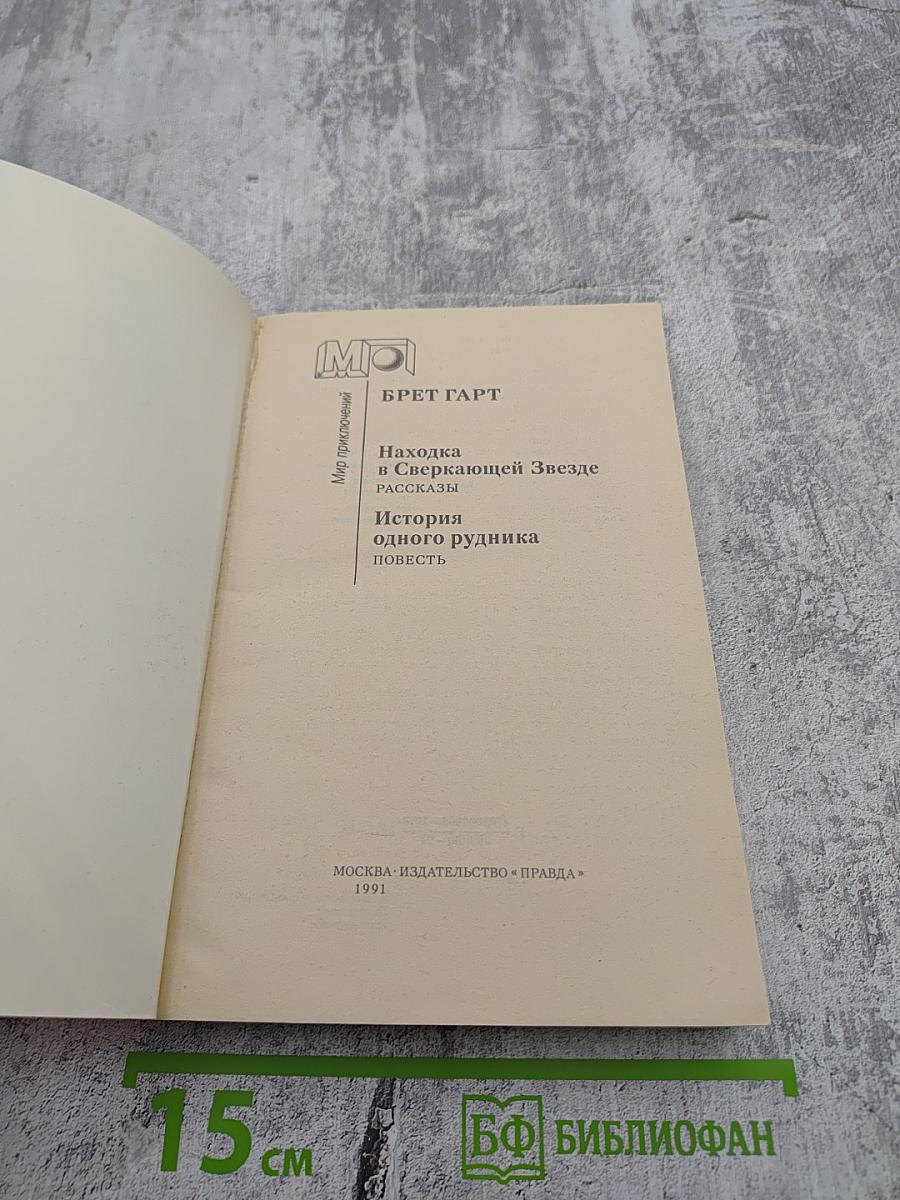 М
Мир приключений
БРЕТ ГАРТ
Находка
в Сверкающей Звезде
РАССКАЗЫ
История
одного рудника
ПОВЕСТЬ
МОСКВА · ИЗДАТЕЛЬСТВО «ПРАВДА»
1991
15 см
БФ БИБЛИОФАН